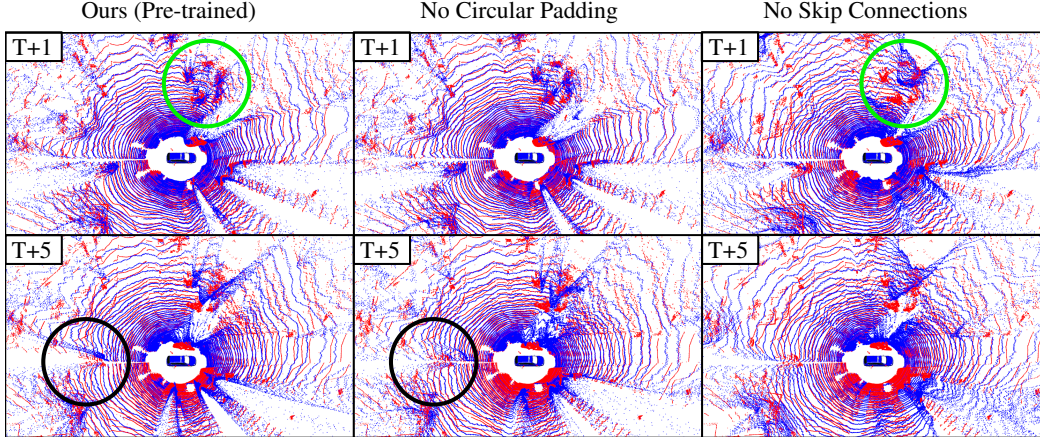 Ours (Pre-trained)
No Circular Padding
No Skip Connections
T+1
T+1
T+1
T+5
T+5
T+5